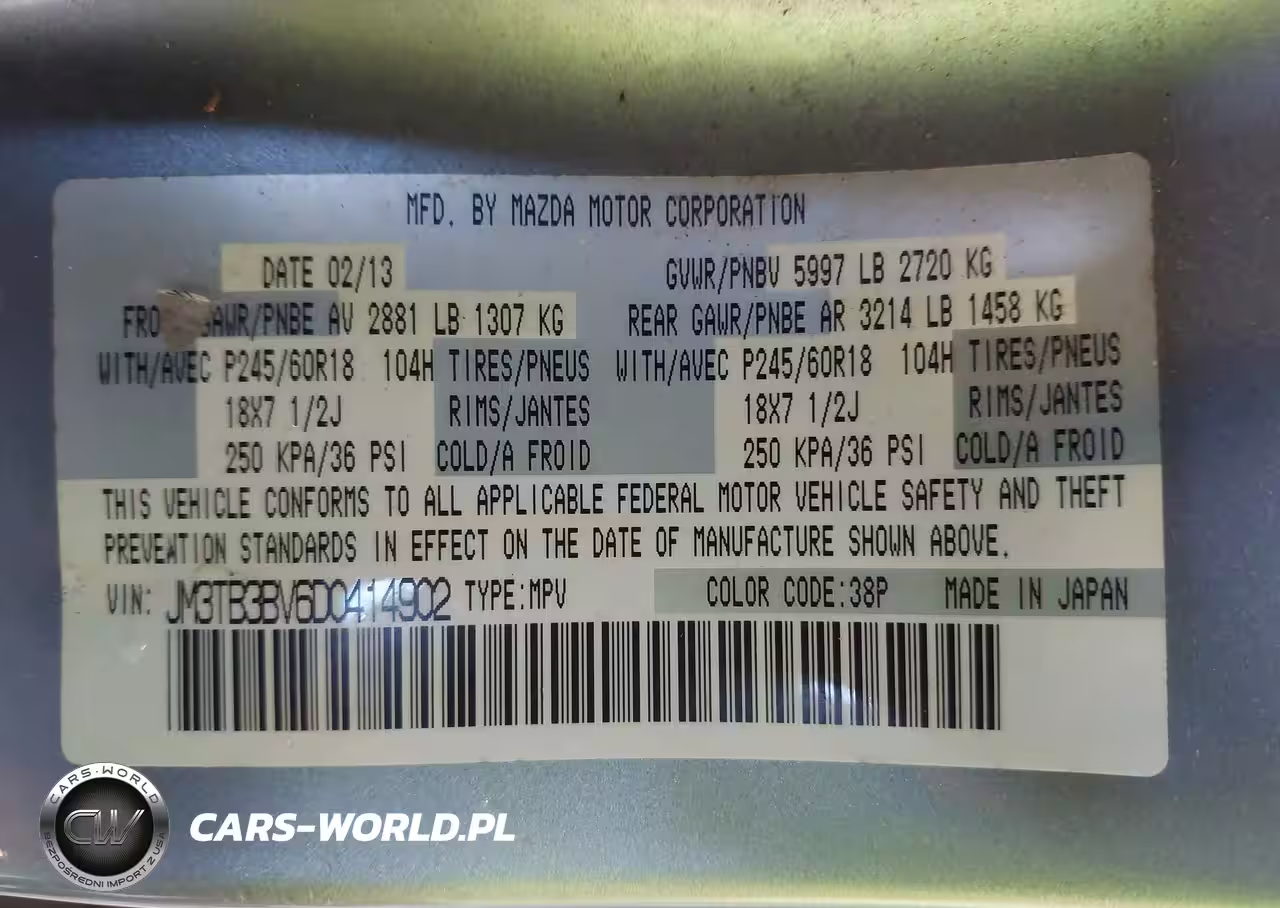 MFD. BY MAZDA MOTOR CORPORATION
DATE 02/13 GVWR/PNBV 5997 LB 2720 KG
FRO GAWR/PNBE AV 2881 LB 1307 KG REAR GAWR/PNBE AR 3214 LB 1458 KG
WITH/AVEC P245/60R18 104H TIRES/PNEUS WITH/AVEC P245/60R18 104H TIRES/PNEUS
18X7 1/2J RIMS/JANTES 18X7 1/2J RIMS/JANTES
250 KPA/36 PSI COLD/A FROID 250 KPA/36 PSI COLD/A FROID
THIS VEHICLE CONFORMS TO ALL APPLICABLE FEDERAL MOTOR VEHICLE SAFETY AND THEFT
PREVENTION STANDARDS IN EFFECT ON THE DATE OF MANUFACTURE SHOWN ABOVE.
VIN: JM3TB3BV6D0414902 TYPE:MPV COLOR CODE:38P MADE IN JAPAN
CARS-WORLD
CW
BEZPOŚREDNI IMPORT Z USA
CARS-WORLD.PL